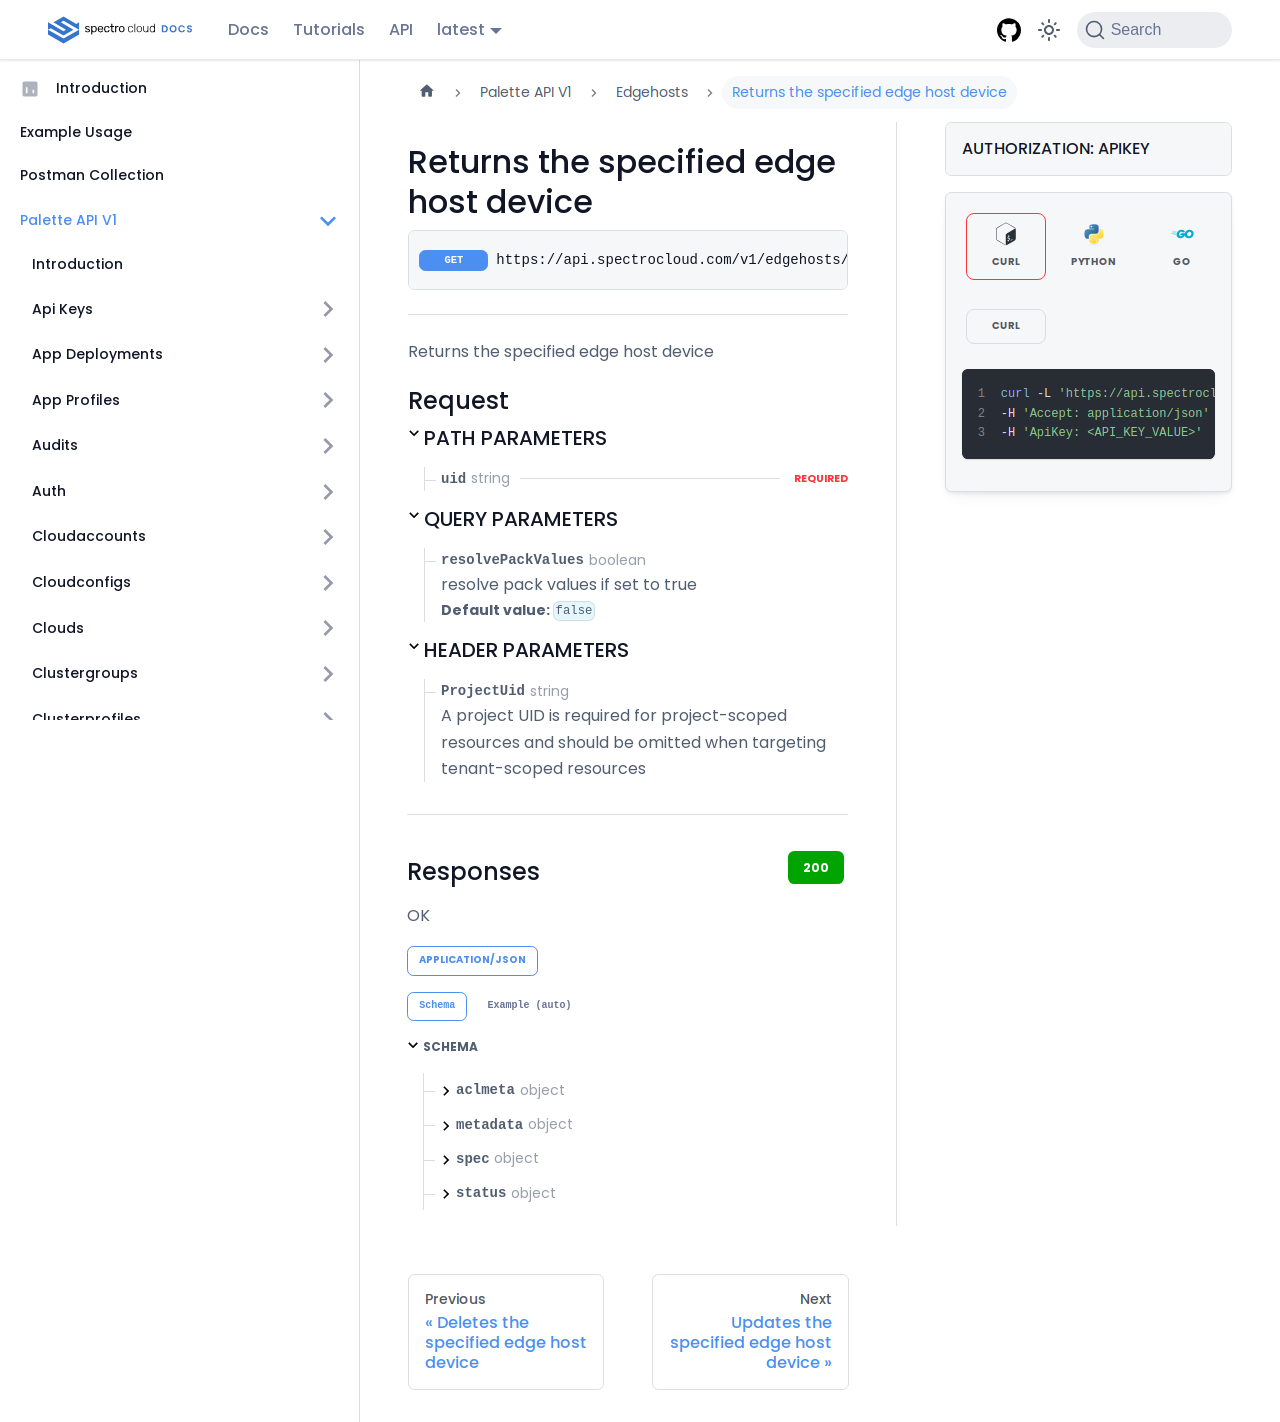 spectro cloud DOCS
Docs
Tutorials
API
latest
Search
Introduction
Example Usage
Postman Collection
Palette API V1
Introduction
Api Keys
App Deployments
App Profiles
Audits
Auth
Cloudaccounts
Cloudconfigs
Clouds
Clustergroups
Clusterprofiles
Palette API V1
Edgehosts
Returns the specified edge host device
Returns the specified edge
host device
GET https://api.spectrocloud.com/v1/edgehosts/
Returns the specified edge host device
Request
PATH PARAMETERS
uid string REQUIRED
QUERY PARAMETERS
resolvePackValues boolean
resolve pack values if set to true
Default value: false
HEADER PARAMETERS
ProjectUid string
A project UID is required for project-scoped
resources and should be omitted when targeting
tenant-scoped resources
Responses
200
OK
APPLICATION/JSON
Schema
Example (auto)
SCHEMA
aclmeta object
metadata object
spec object
status object
Previous
« Deletes the
specified edge host
device
Next
Updates the
specified edge host
device »
AUTHORIZATION: APIKEY
CURL
PYTHON
GO
CURL
1 curl -L 'https://api.spectrocl
2 -H 'Accept: application/json'
3 -H 'ApiKey: <API_KEY_VALUE>'